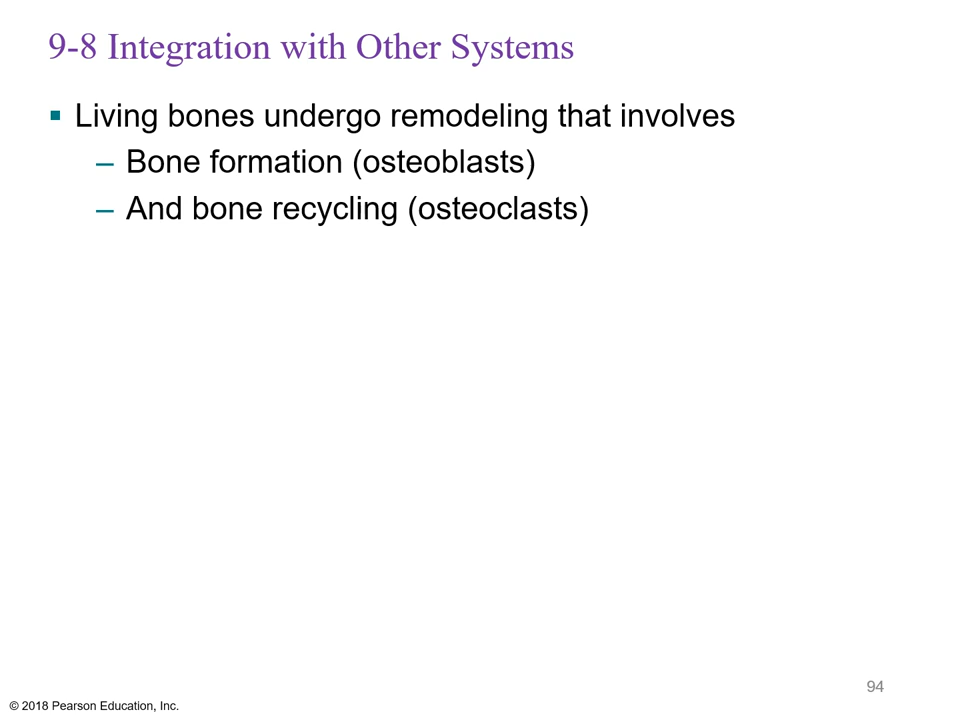 9-8 Integration with Other Systems
▪ Living bones undergo remodeling that involves
– Bone formation (osteoblasts)
– And bone recycling (osteoclasts)
94
© 2018 Pearson Education, Inc.